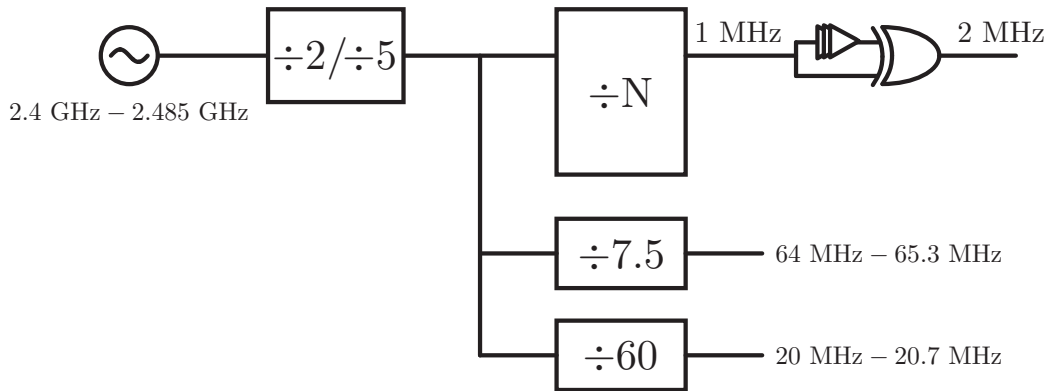 ÷2/÷5
1 MHz
2 MHz
÷N
2.4 GHz – 2.485 GHz
÷7.5
64 MHz – 65.3 MHz
÷60
20 MHz – 20.7 MHz